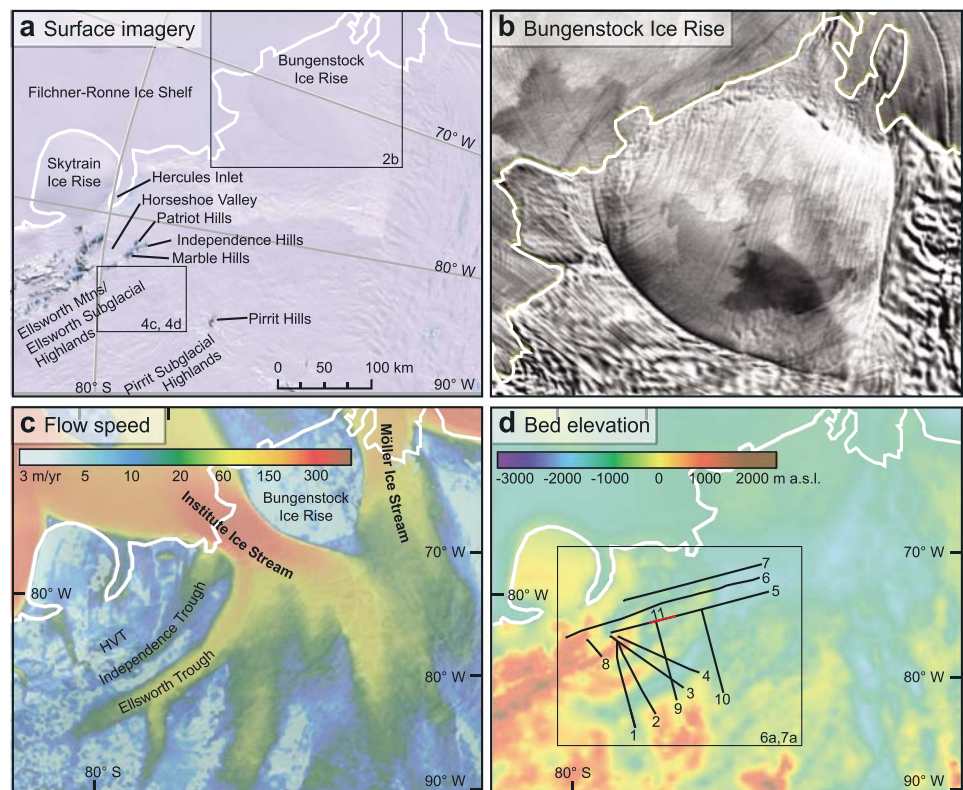 a Surface imagery
Bungenstock
Ice Rise
Filchner-Ronne Ice Shelf
70° W
2b
Skytrain
Ice Rise
Hercules Inlet
Horseshoe Valley
Patriot Hills
Independence Hills
Marble Hills
80° W
Ellsworth Mtns/
Ellsworth Subglacial
Highlands
4c, 4d
Pirrit Hills
Pirrit Subglacial
Highlands
0 50 100 km
80° S
90° W
b Bungenstock Ice Rise
c Flow speed
3 m/yr 5 10 20 60 150 300
Bungenstock
Ice Rise
Möller Ice Stream
Institute Ice Stream
70° W
80° W
HVT
Independence Trough
Ellsworth Trough
80° W
80° S
90° W
d Bed elevation
-3000 -2000 -1000 0 1000 2000 m a.s.l.
70° W
80° W
7
6
5
11
8
4
3
10
9
2
1
80° W
6a,7a
80° S
90° W